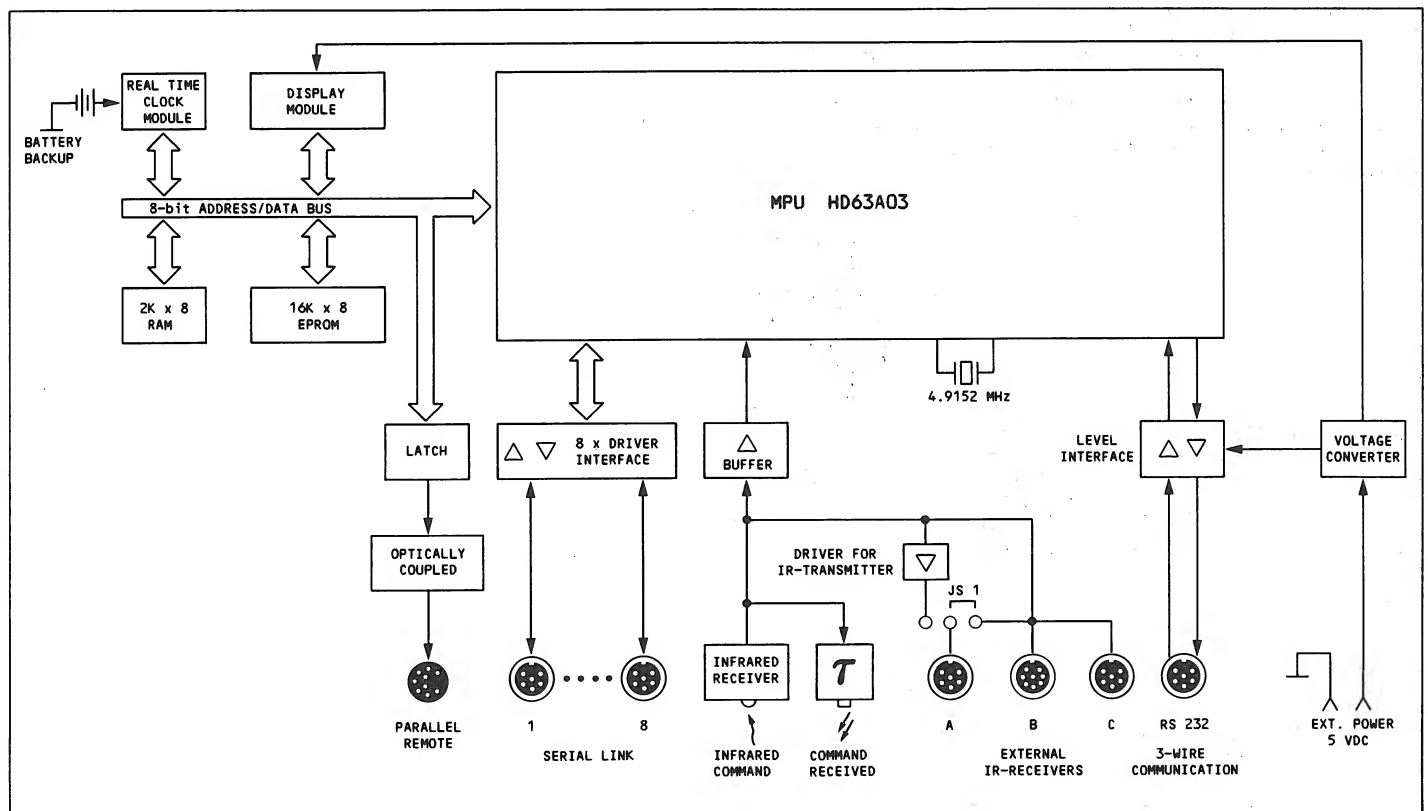 REAL TIME
CLOCK
MODULE
DISPLAY
MODULE
BATTERY
BACKUP
8-bit ADDRESS/DATA BUS
MPU HD63A03
2K x 8
RAM
16K x 8
EPROM
4.9152 MHz
LATCH
8 x DRIVER
INTERFACE
BUFFER
LEVEL
INTERFACE
VOLTAGE
CONVERTER
OPTICALLY
COUPLED
DRIVER FOR
IR-TRANSMITTER
JS 1
INFRARED
RECEIVER
τ
PARALLEL
REMOTE
1
8
SERIAL LINK
INFRARED
COMMAND
COMMAND
RECEIVED
A
B
C
EXTERNAL
IR-RECEIVERS
RS 232
3-WIRE
COMMUNICATION
EXT. POWER
5 VDC